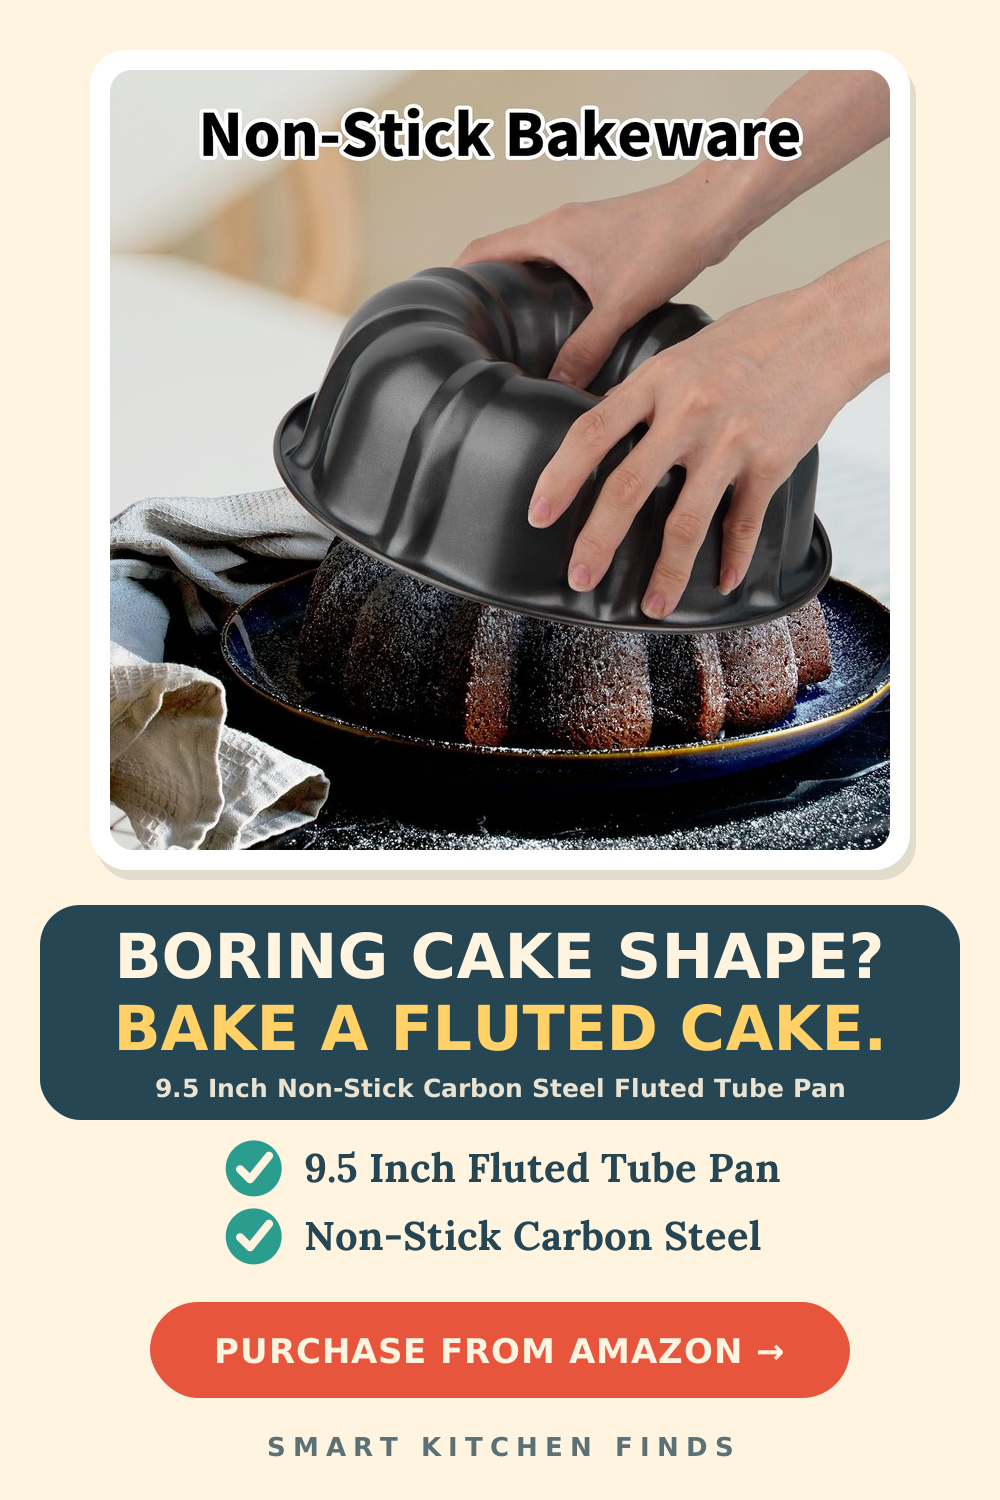 Non-Stick Bakeware
BORING CAKE SHAPE?
BAKE A FLUTED CAKE.
9.5 Inch Non-Stick Carbon Steel Fluted Tube Pan
9.5 Inch Fluted Tube Pan
Non-Stick Carbon Steel
PURCHASE FROM AMAZON →
SMART KITCHEN FINDS